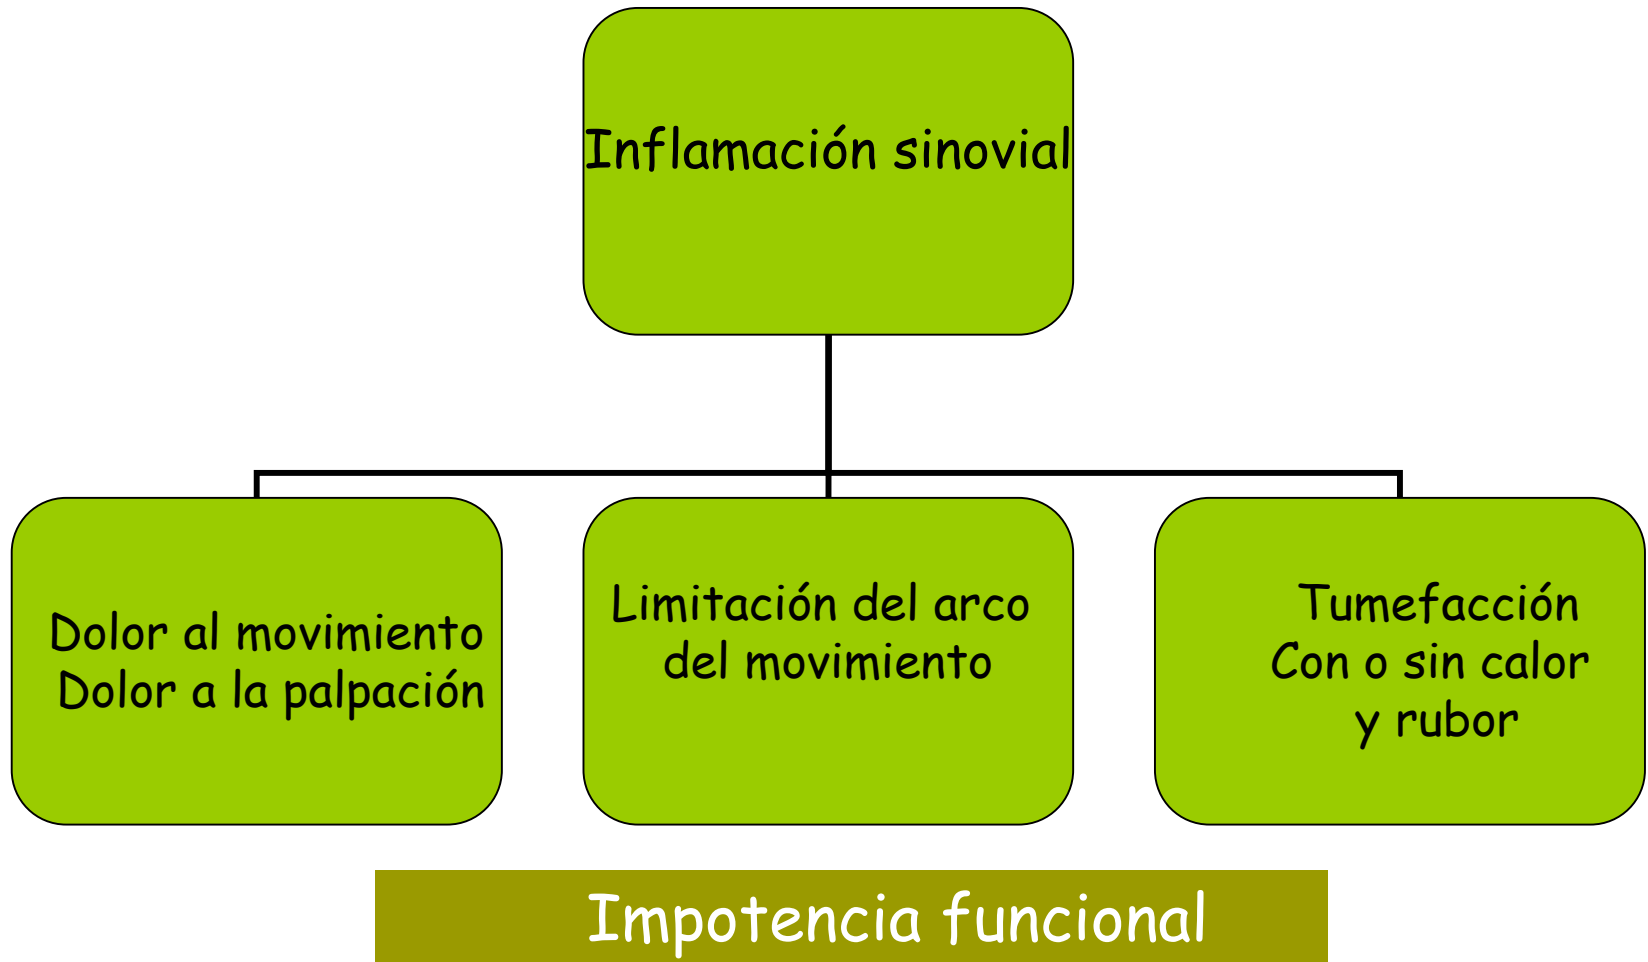 Inflamación sinovial
Dolor al movimiento
Dolor a la palpación
Limitación del arco
del movimiento
Tumefacción
Con o sin calor
y rubor
Impotencia funcional